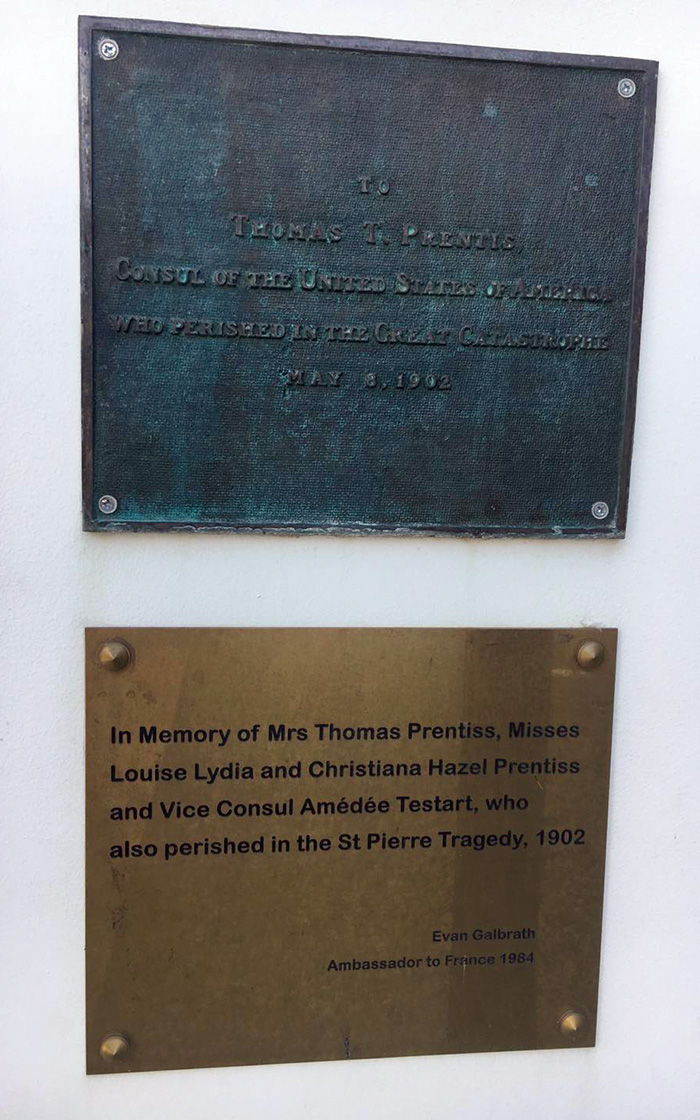 TO
THOMAS T. PRENTIS,
CONSUL OF THE UNITED STATES OF AMERICA
WHO PERISHED IN THE GREAT CATASTROPHE
MAY 8, 1902
In Memory of Mrs Thomas Prentiss, Misses
Louise Lydia and Christiana Hazel Prentiss
and Vice Consul Amédée Testart, who
also perished in the St Pierre Tragedy, 1902
Evan Galbrath
Ambassador to France 1984